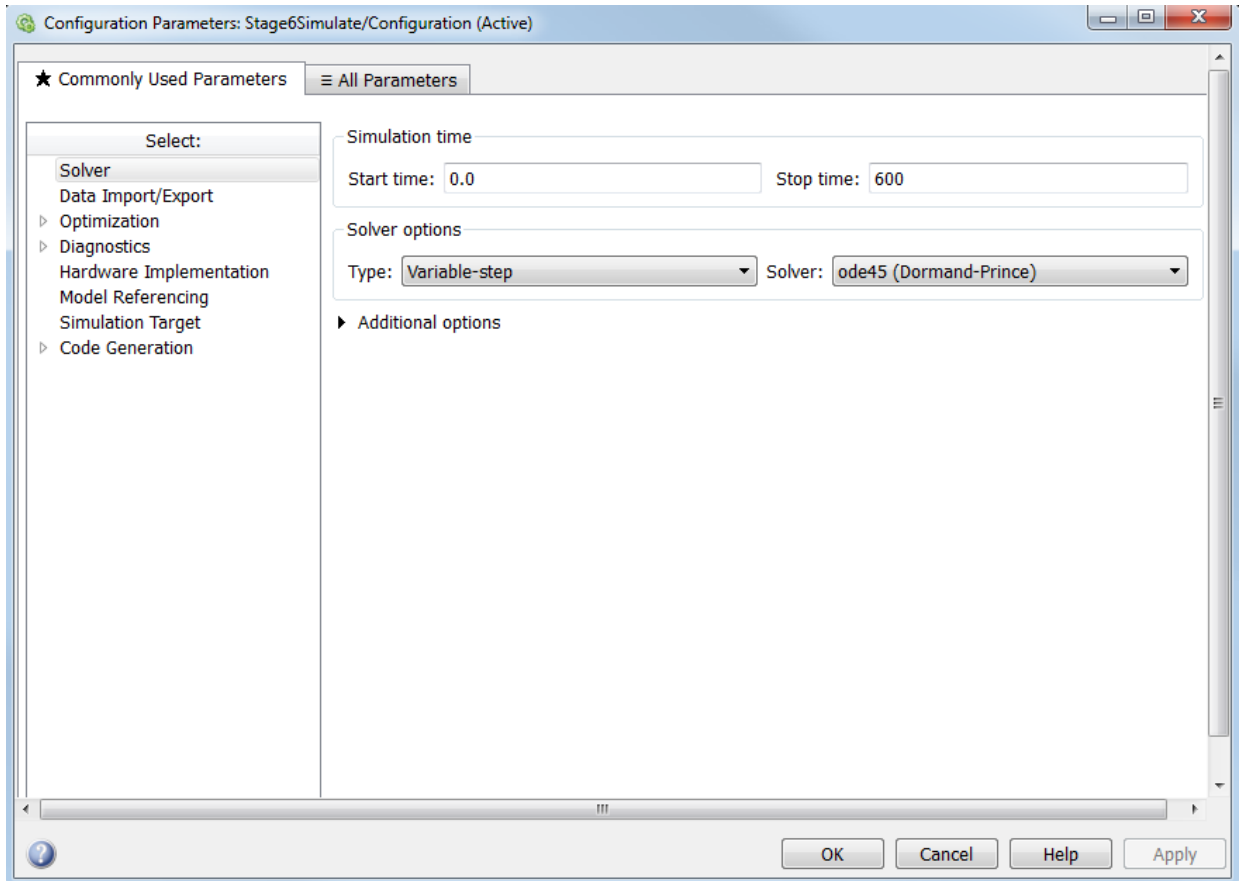 Configuration Parameters: Stage6Simulate/Configuration (Active)
★ Commonly Used Parameters
≡ All Parameters
Select:
Solver
Data Import/Export
Optimization
Diagnostics
Hardware Implementation
Model Referencing
Simulation Target
Code Generation
Simulation time
Start time: 0.0 Stop time: 600
Solver options
Type: Variable-step Solver: ode45 (Dormand-Prince)
Additional options
OK Cancel Help Apply